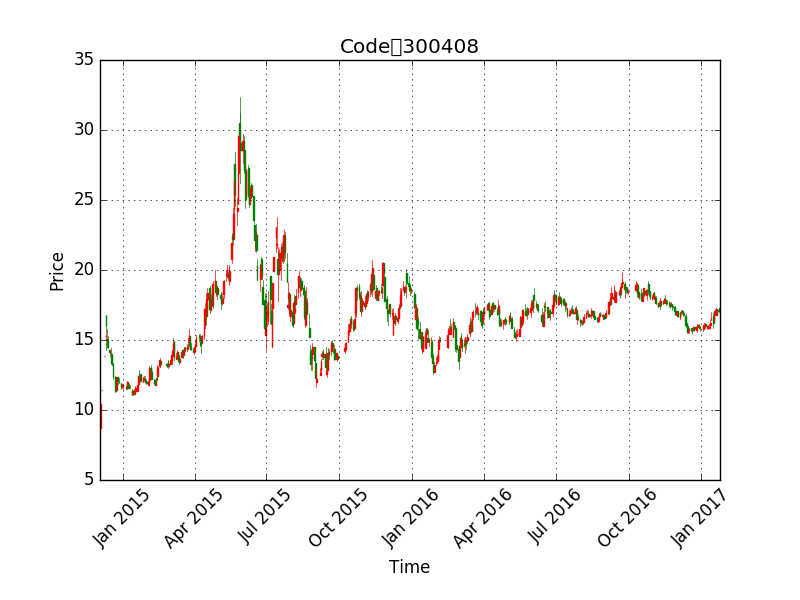 Code▯300408
35
30
25
20
15
10
5
Price
Jan 2015
Apr 2015
Jul 2015
Oct 2015
Jan 2016
Apr 2016
Jul 2016
Oct 2016
Jan 2017
Time